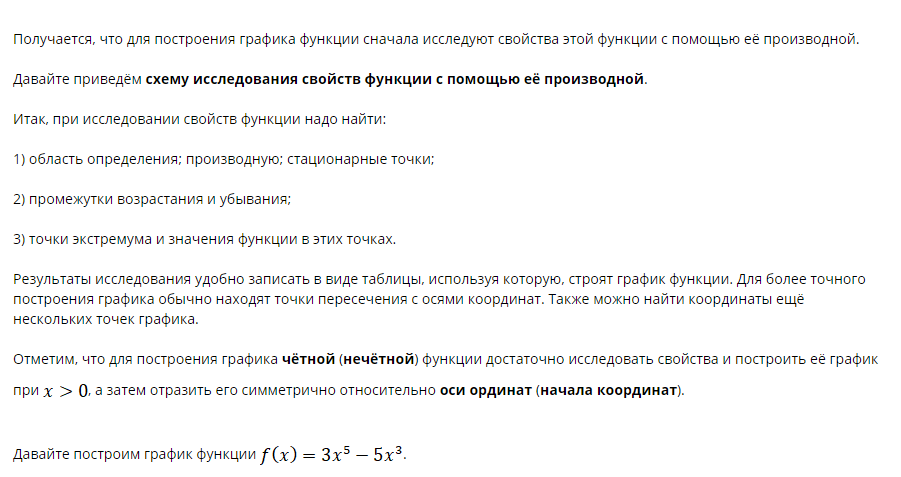 Получается, что для построения графика функции сначала исследуют свойства этой функции с помощью её производной.
Давайте приведём схему исследования свойств функции с помощью её производной.
Итак, при исследовании свойств функции надо найти:
1) область определения; производную; стационарные точки;
2) промежутки возрастания и убывания;
3) точки экстремума и значения функции в этих точках.
Результаты исследования удобно записать в виде таблицы, используя которую, строят график функции. Для более точного
построения графика обычно находят точки пересечения с осями координат. Также можно найти координаты ещё
нескольких точек графика.
Отметим, что для построения графика чётной (нечётной) функции достаточно исследовать свойства и построить её график
при x > 0, а затем отразить его симметрично относительно оси ординат (начала координат).
Давайте построим график функции f(x) = 3x⁵ − 5x³.